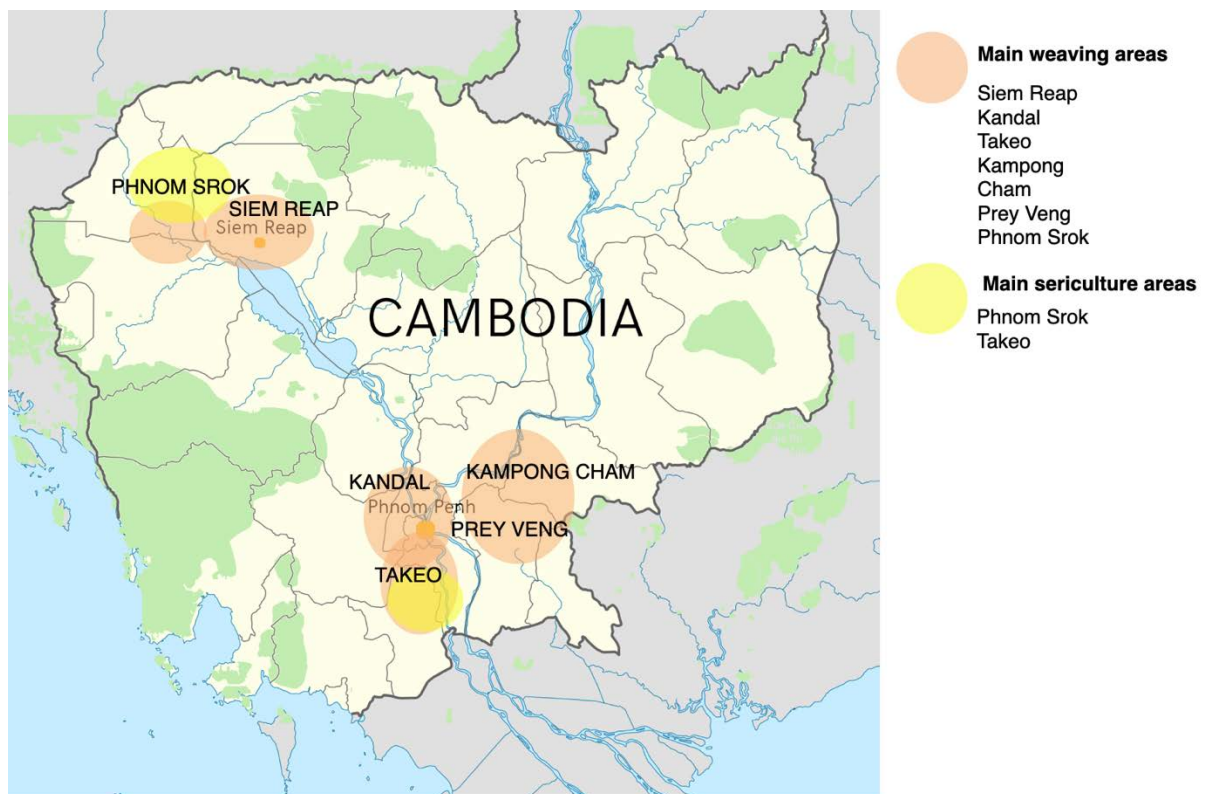 PHNOM SROK
SIEM REAP
Siem Reap
CAMBODIA
KANDAL
KAMPONG CHAM
Phnom Penh
PREY VENG
TAKEO
Main weaving areas
Siem Reap
Kandal
Takeo
Kampong
Cham
Prey Veng
Phnom Srok
Main sericulture areas
Phnom Srok
Takeo